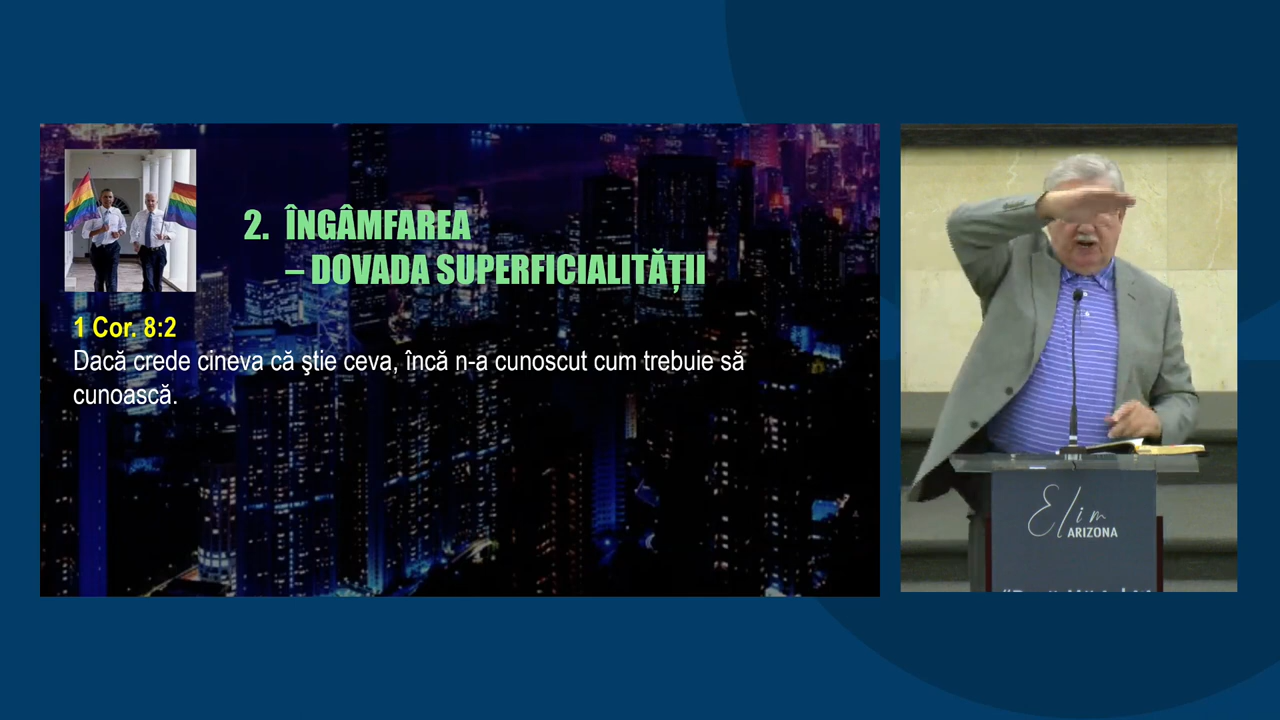 2. ÎNGÂMFAREA
– DOVADA SUPERFICIALITĂȚII
1 Cor. 8:2
Dacă crede cineva că ştie ceva, încă n-a cunoscut cum trebuie să
cunoască.
Elim
ARIZONA